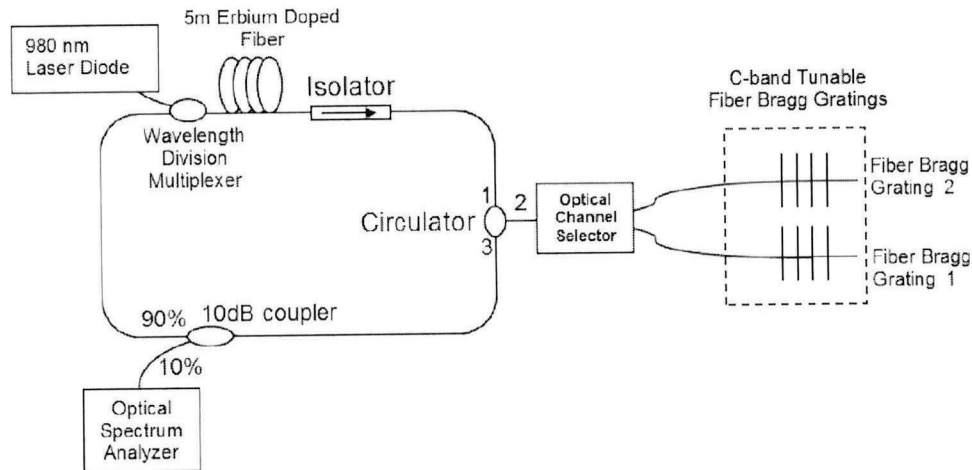 5m Erbium Doped
Fiber
980 nm
Laser Diode
Isolator
C-band Tunable
Fiber Bragg Gratings
Wavelength
Division
Multiplexer
Fiber Bragg
Grating 2
1
2
Optical
Channel
Selector
Circulator
3
Fiber Bragg
Grating 1
90%
10dB coupler
10%
Optical
Spectrum
Analyzer